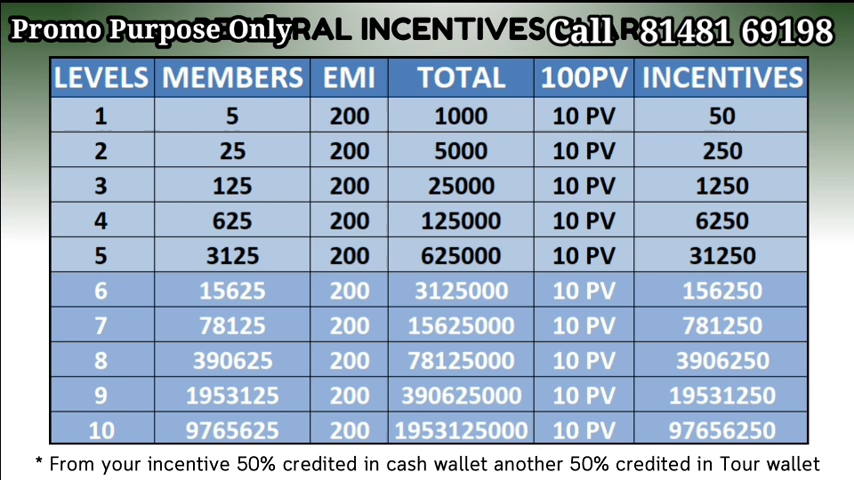 Promo Purpose Only RAL INCENTIVES Call 81481 69198
LEVELS MEMBERS EMI TOTAL 100PV INCENTIVES
1 5 200 1000 10 PV 50
2 25 200 5000 10 PV 250
3 125 200 25000 10 PV 1250
4 625 200 125000 10 PV 6250
5 3125 200 625000 10 PV 31250
6 15625 200 3125000 10 PV 156250
7 78125 200 15625000 10 PV 781250
8 390625 200 78125000 10 PV 3906250
9 1953125 200 390625000 10 PV 19531250
10 9765625 200 1953125000 10 PV 97656250
* From your incentive 50% credited in cash wallet another 50% credited in Tour wallet